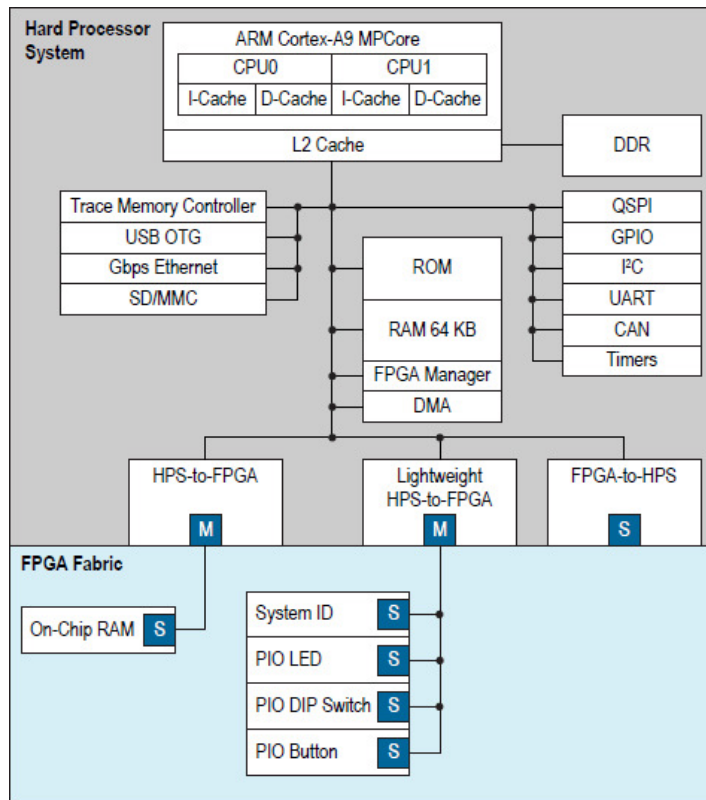 Hard Processor
System
ARM Cortex-A9 MPCore
CPU0 CPU1
I-Cache D-Cache I-Cache D-Cache
L2 Cache
DDR
Trace Memory Controller
USB OTG
Gbps Ethernet
SD/MMC
ROM
RAM 64 KB
FPGA Manager
DMA
QSPI
GPIO
I²C
UART
CAN
Timers
HPS-to-FPGA
M
Lightweight
HPS-to-FPGA
M
FPGA-to-HPS
S
FPGA Fabric
On-Chip RAM S
System ID S
PIO LED S
PIO DIP Switch S
PIO Button S